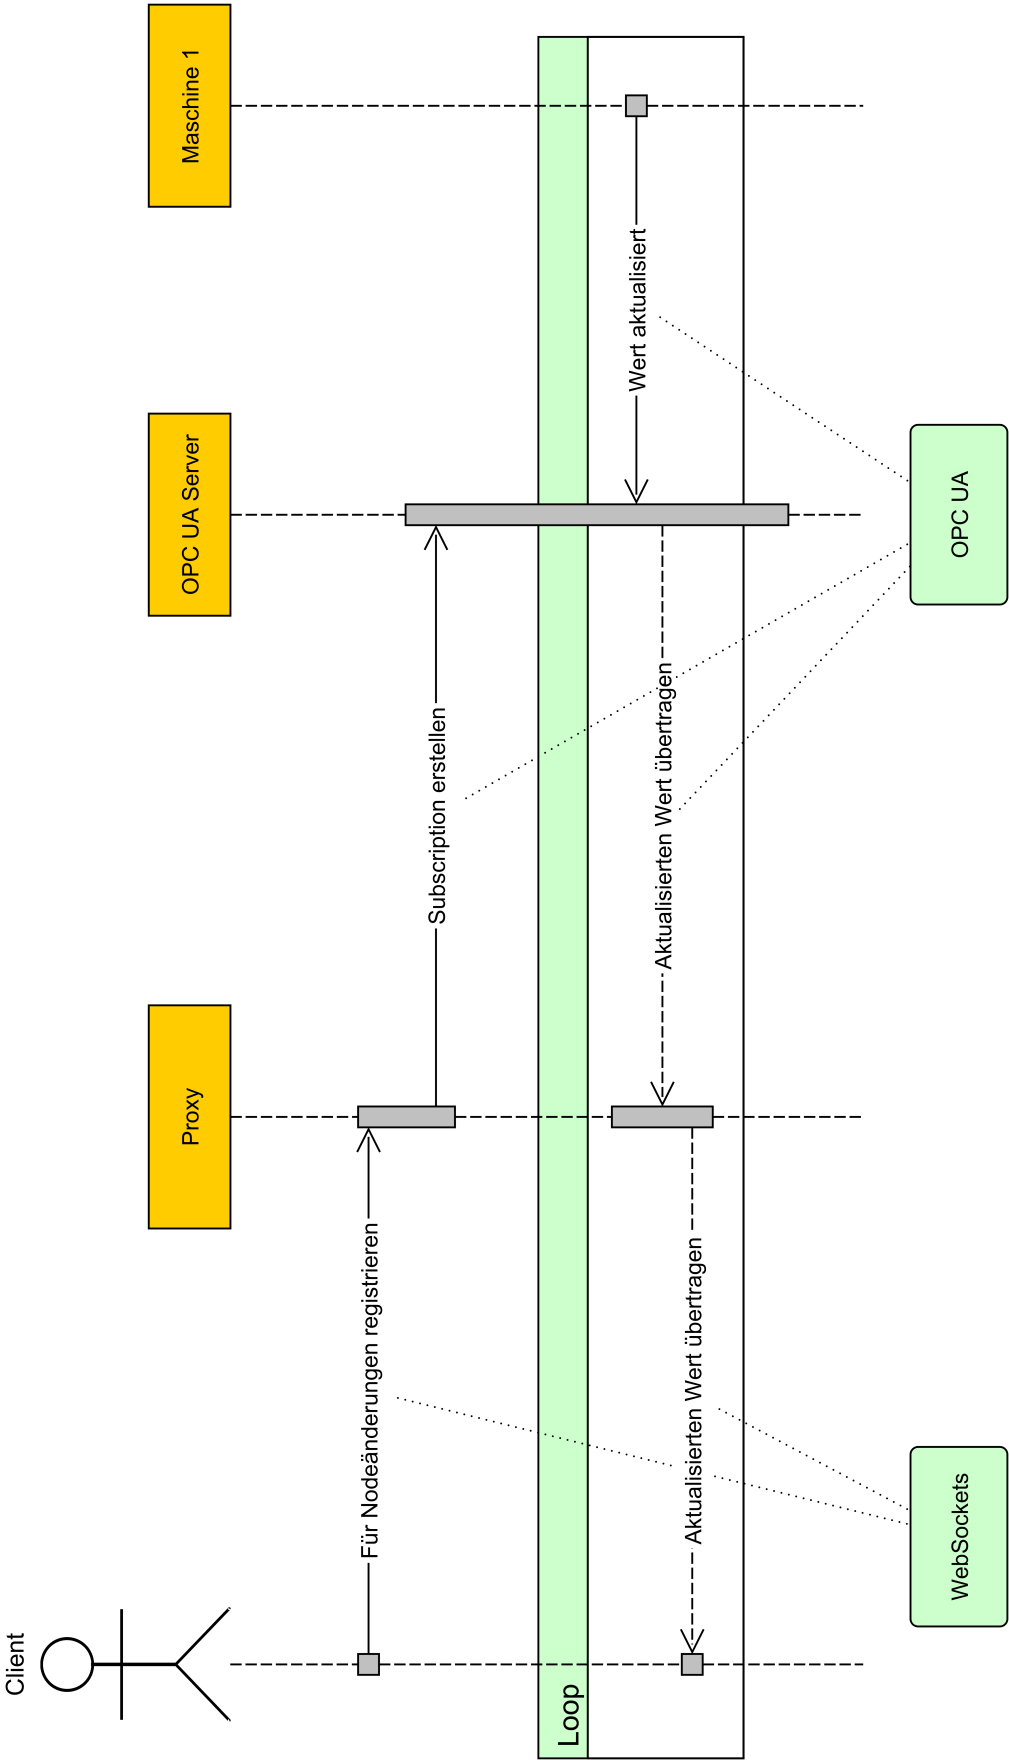 Client
Proxy
OPC UA Server
Maschine 1
Für Nodeänderungen registrieren
Subscription erstellen
Loop
Wert aktualisiert
Aktualisierten Wert übertragen
Aktualisierten Wert übertragen
WebSockets
OPC UA